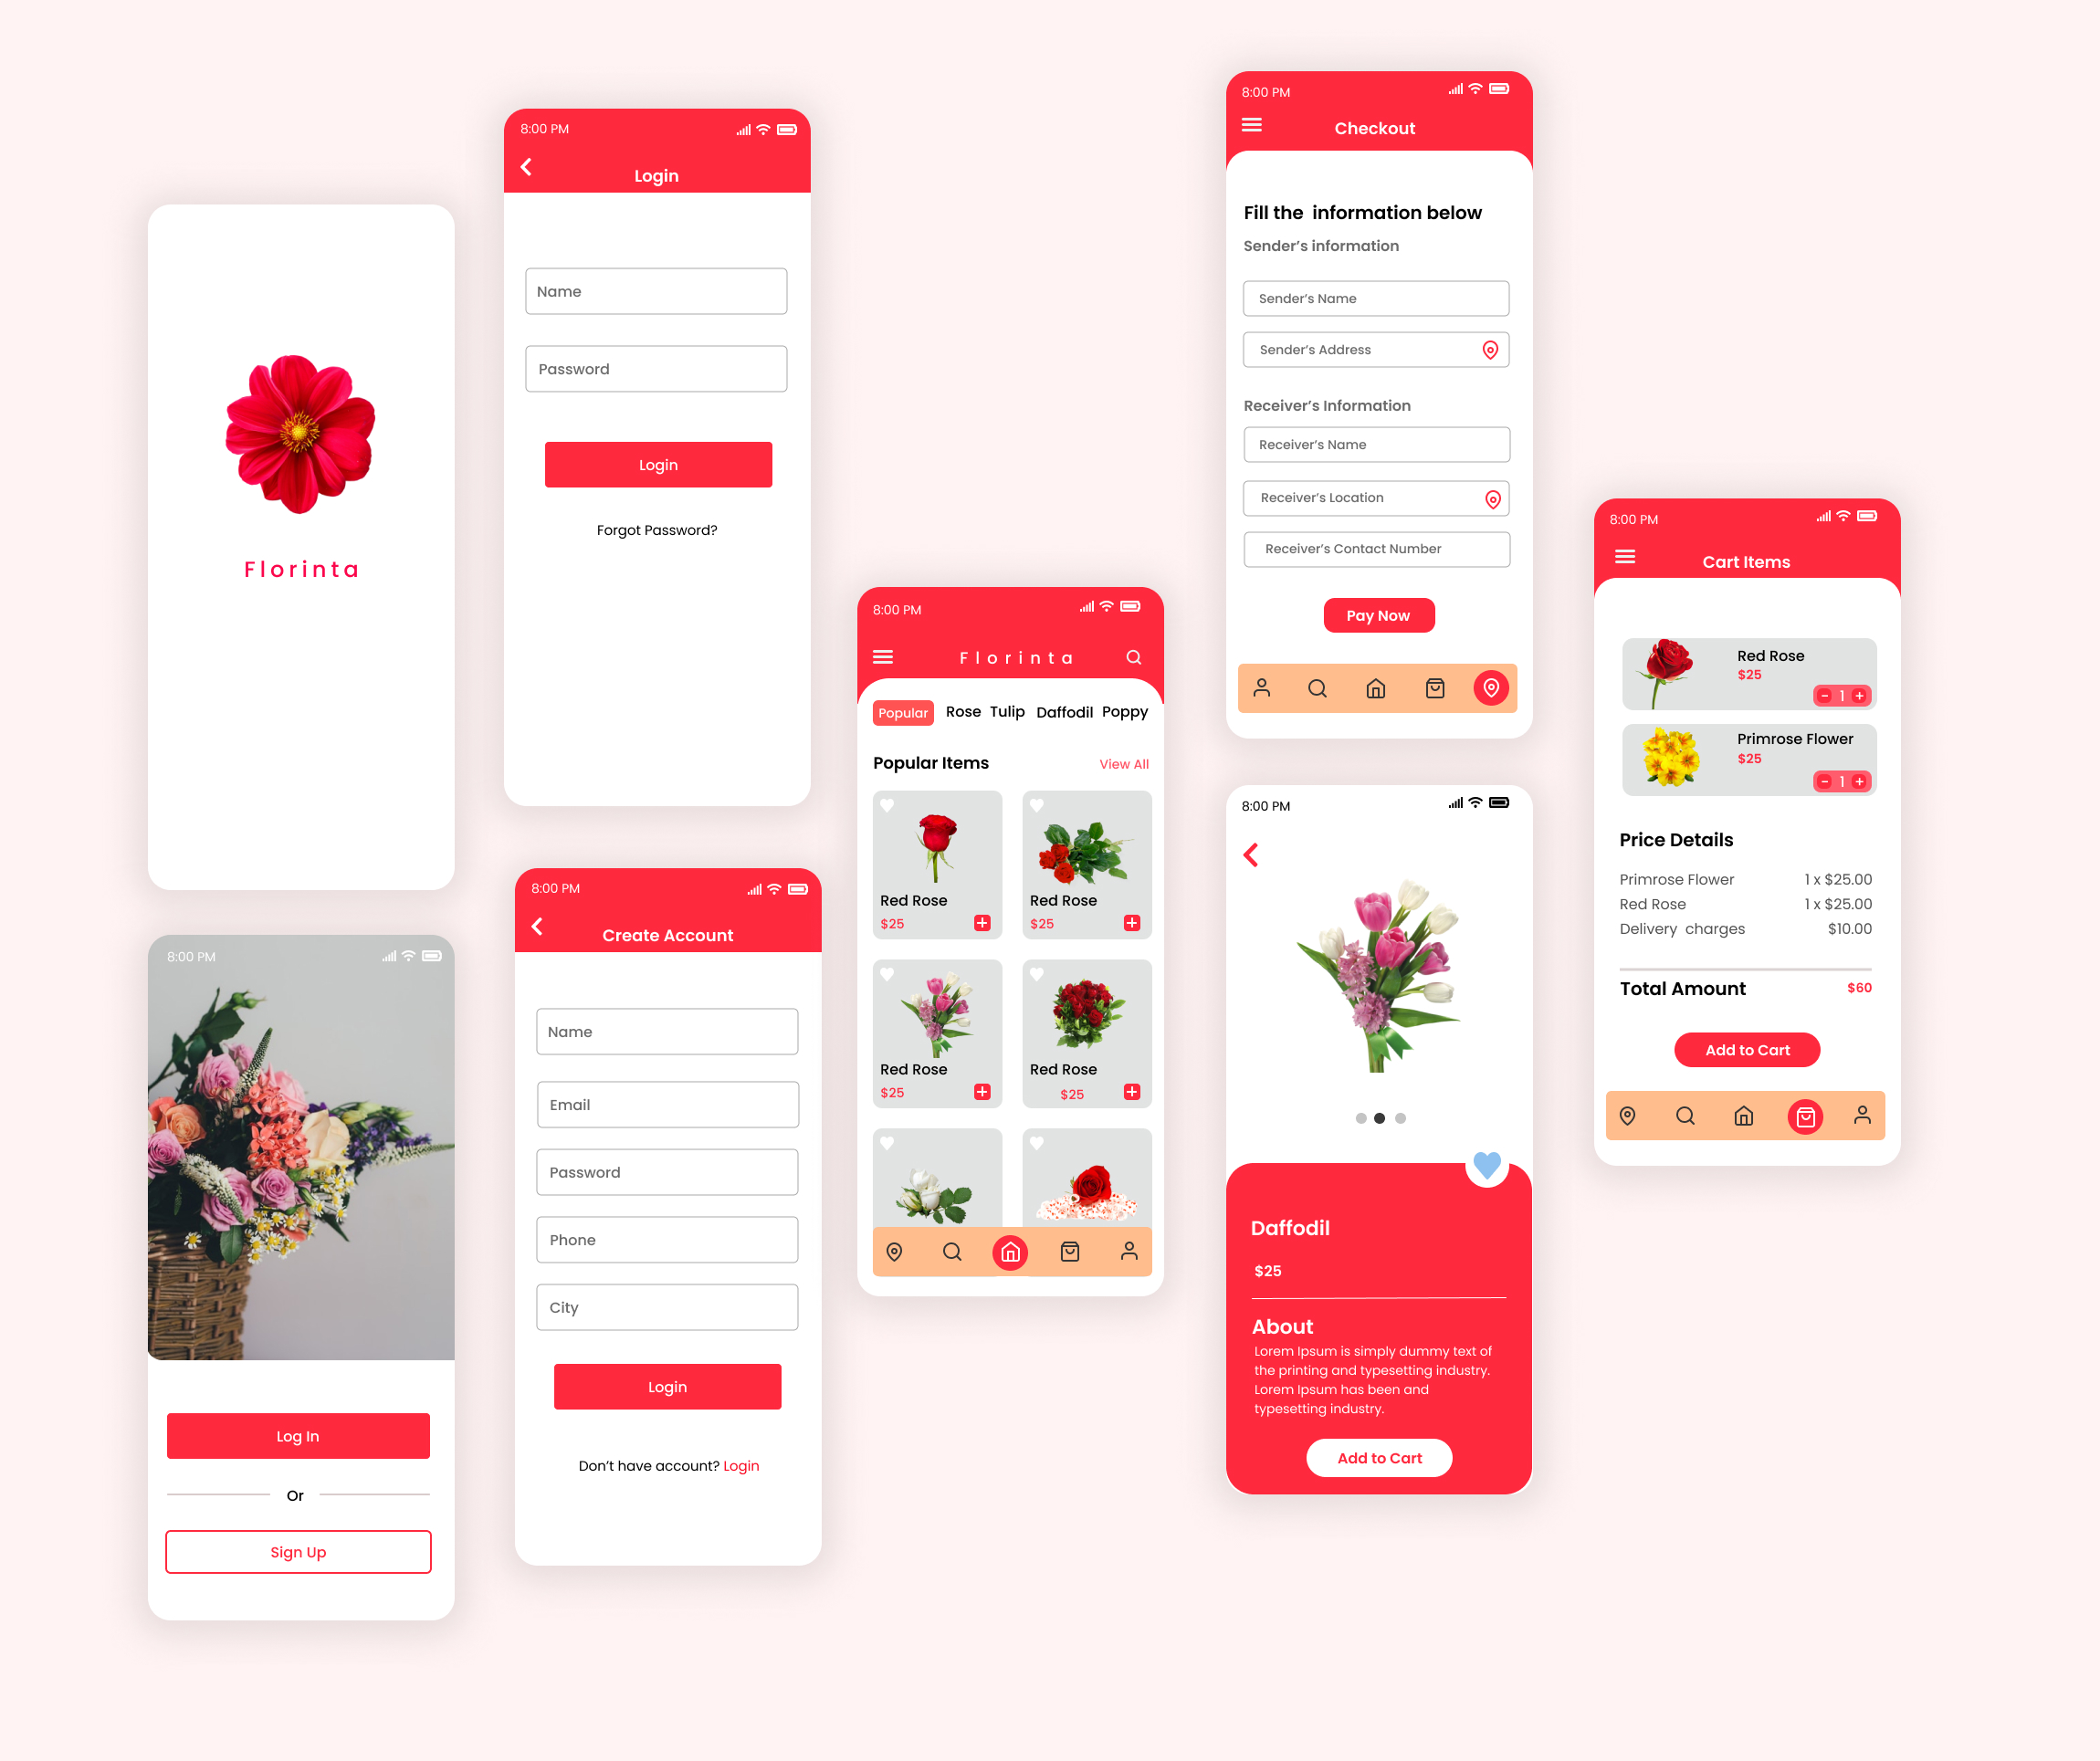 Florinta
8:00 PM
Log In
Or
Sign Up
8:00 PM
Login
Name
Password
Login
Forgot Password?
8:00 PM
Create Account
Name
Email
Password
Phone
City
Login
Don’t have account? Login
8:00 PM
Florinta
Popular Rose Tulip Daffodil Poppy
Popular Items View All
Red Rose Red Rose
$25 $25
Red Rose Red Rose
$25 $25
8:00 PM
Checkout
Fill the information below
Sender’s information
Sender’s Name
Sender’s Address
Receiver’s Information
Receiver’s Name
Receiver’s Location
Receiver’s Contact Number
Pay Now
8:00 PM
Daffodil
$25
About
Lorem Ipsum is simply dummy text of
the printing and typesetting industry.
Lorem Ipsum has been and
typesetting industry.
Add to Cart
8:00 PM
Cart Items
Red Rose
$25
- 1 +
Primrose Flower
$25
- 1 +
Price Details
Primrose Flower 1 x $25.00
Red Rose 1 x $25.00
Delivery charges $10.00
Total Amount $60
Add to Cart